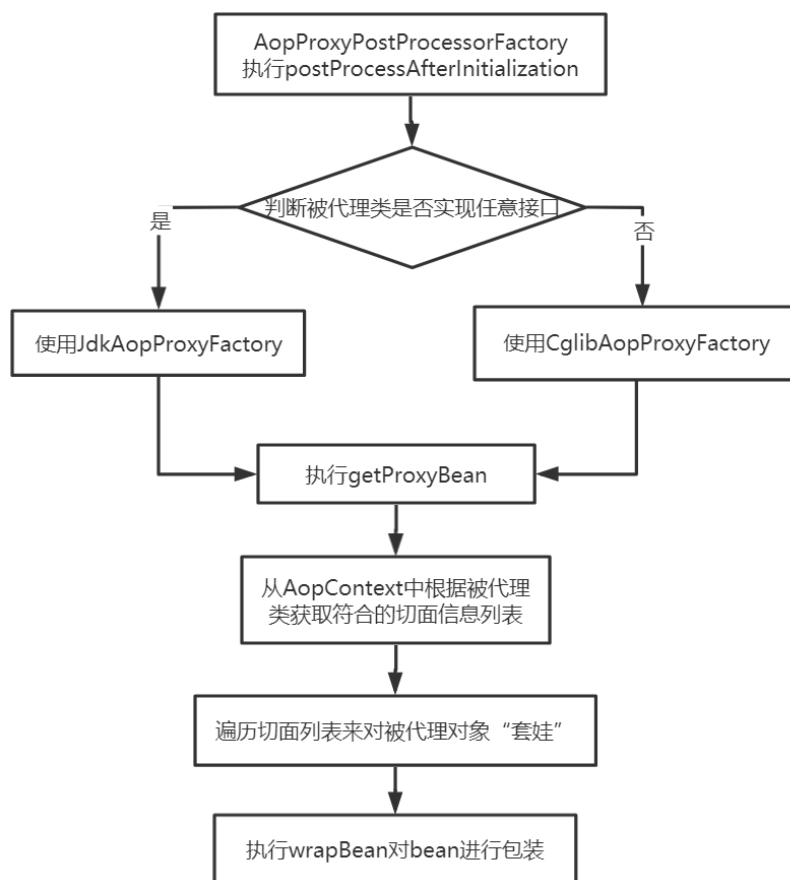 AopProxyPostProcessorFactory
执行postProcessAfterInitialization
判断被代理类是否实现任意接口
是
否
使用JdkAopProxyFactory
使用CglibAopProxyFactory
执行getProxyBean
从AopContext中根据被代理
类获取符合的切面信息列表
遍历切面列表来对被代理对象“套娃”
执行wrapBean对bean进行包装